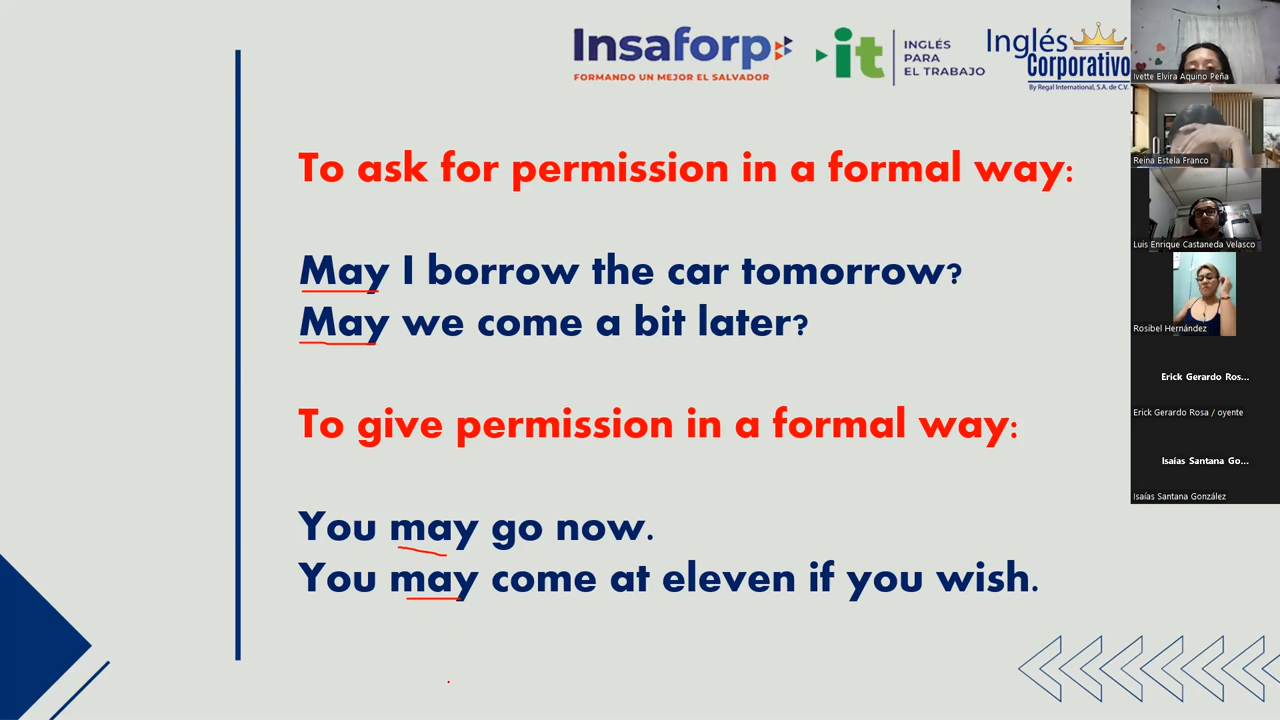 Insaforp
FORMANDO UN MEJOR EL SALVADOR
it
INGLÉS
PARA
EL TRABAJO
Inglés
Corporativo
By Regal International, S.A. de C.V.
To ask for permission in a formal way:
May I borrow the car tomorrow?
May we come a bit later?
To give permission in a formal way:
You may go now.
You may come at eleven if you wish.
Ivette Elvira Aquino Peña
Reina Estela Franco
Luis Enrique Castaneda Velasco
Rosibel Hernández
Erick Gerardo Ros...
Erick Gerardo Rosa / oyente
Isaías Santana Go...
Isaías Santana González